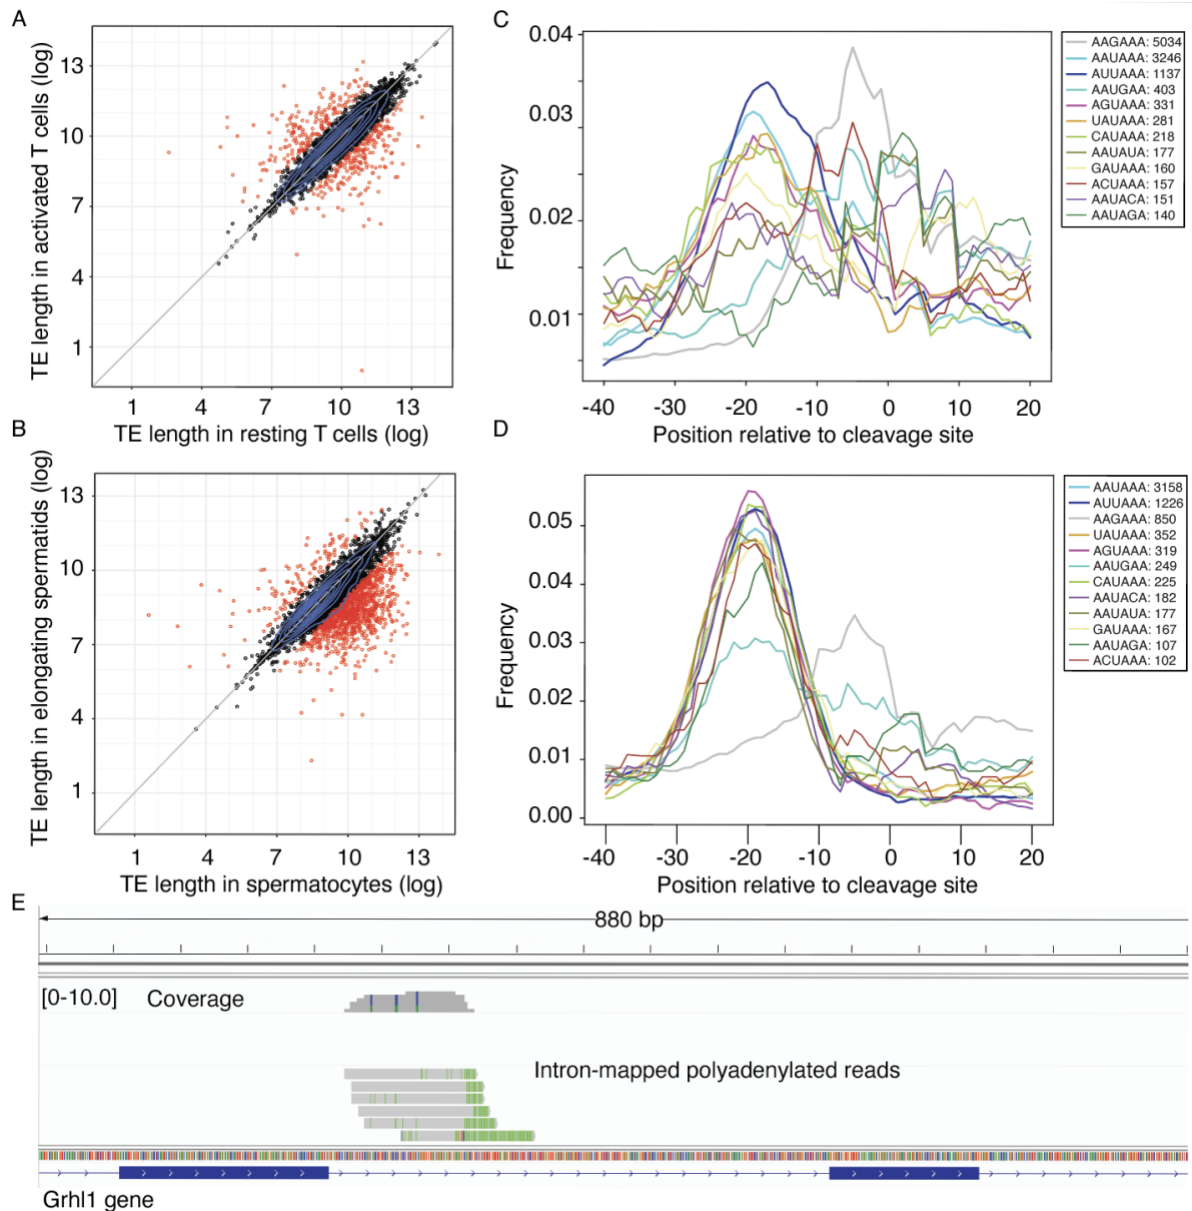 A
TE length in activated T cells (log)
13
10
7
4
1
1 4 7 10 13
TE length in resting T cells (log)
B
TE length in elongating spermatids (log)
13
10
7
4
1
1 4 7 10 13
TE length in spermatocytes (log)
C
Frequency
0.04
0.03
0.02
0.01
-40 -30 -20 -10 0 10 20
Position relative to cleavage site
AAGAAA: 5034
AAUAAA: 3246
AUUAAA: 1137
AAUGAA: 403
AGUAAA: 331
UAUAAA: 281
CAUAAA: 218
AAUAUA: 177
GAUAAA: 160
ACUAAA: 157
AAUACA: 151
AAUAGA: 140
D
Frequency
0.05
0.04
0.03
0.02
0.01
0.00
-40 -30 -20 -10 0 10 20
Position relative to cleavage site
AAUAAA: 3158
AUUAAA: 1226
AAGAAA: 850
UAUAAA: 352
AGUAAA: 319
AAUGAA: 249
CAUAAA: 225
AAUACA: 182
AAUAUA: 177
GAUAAA: 167
AAUAGA: 107
ACUAAA: 102
E
880 bp
[0-10.0] Coverage
Intron-mapped polyadenylated reads
Grhl1 gene